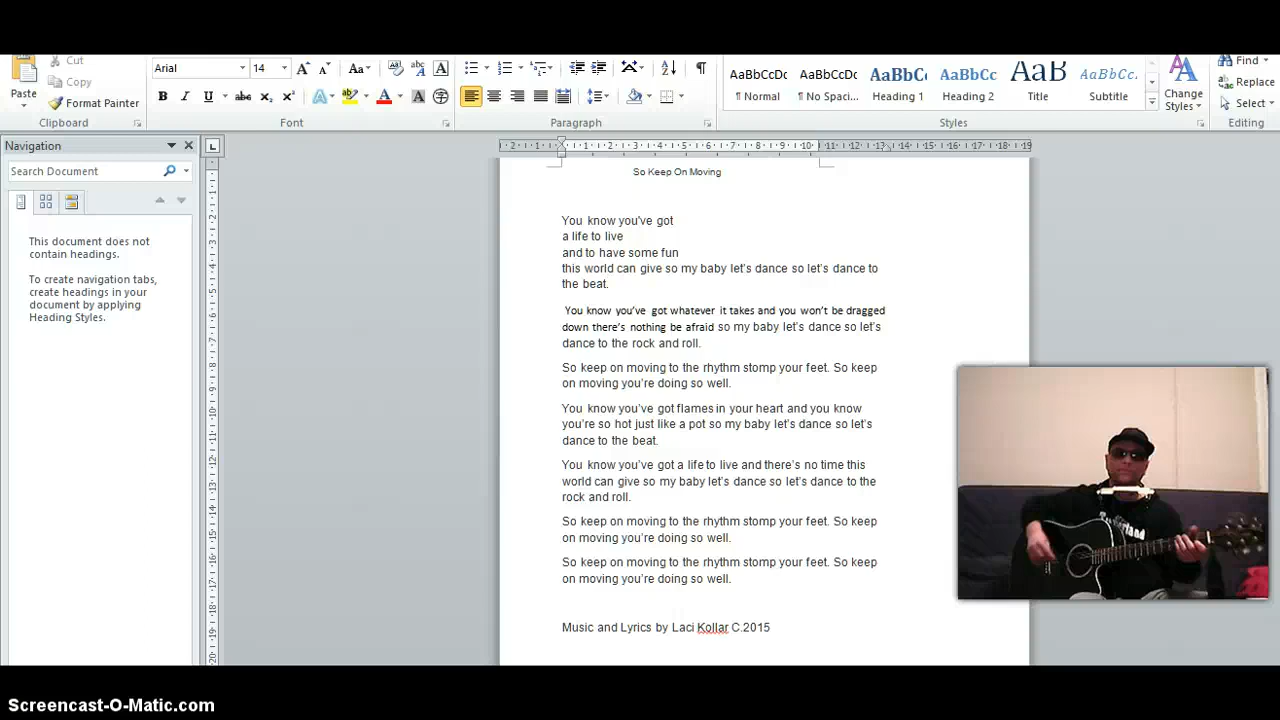 Cut
Copy
Format Painter
Paste
Clipboard
Arial
14
Font
Paragraph
AaBbCcDc
¶ Normal
AaBbCcDc
¶ No Spaci...
AaBbC
Heading 1
AaBbCc
Heading 2
AaB
Title
AaBbCc.
Subtitle
Change
Styles
Styles
Find
Replace
Select
Editing
Navigation
Search Document
This document does not
contain headings.
To create navigation tabs,
create headings in your
document by applying
Heading Styles.
So Keep On Moving
You know you've got
a life to live
and to have some fun
this world can give so my baby let's dance so let's dance to
the beat.
You know you've got whatever it takes and you won't be dragged
down there's nothing be afraid so my baby let's dance so let's
dance to the rock and roll.
So keep on moving to the rhythm stomp your feet. So keep
on moving you're doing so well.
You know you've got flames in your heart and you know
you're so hot just like a pot so my baby let's dance so let's
dance to the beat.
You know you've got a life to live and there's no time this
world can give so my baby let's dance so let's dance to the
rock and roll.
So keep on moving to the rhythm stomp your feet. So keep
on moving you're doing so well.
So keep on moving to the rhythm stomp your feet. So keep
on moving you're doing so well.
Music and Lyrics by Laci Kollar C.2015
Screencast-O-Matic.com